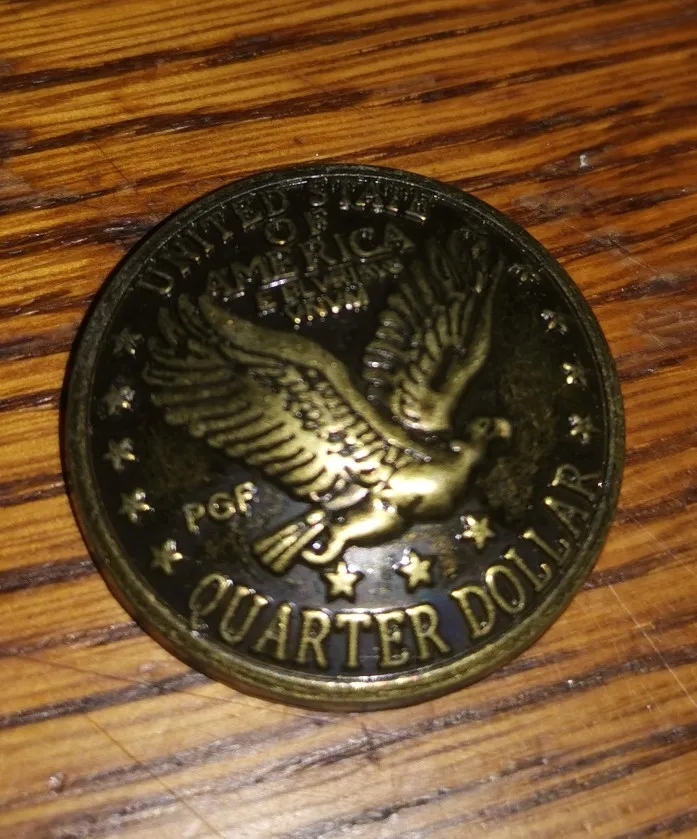 UNITED STATE
OF
AMERICA
PGF
QUARTER DOLLAR